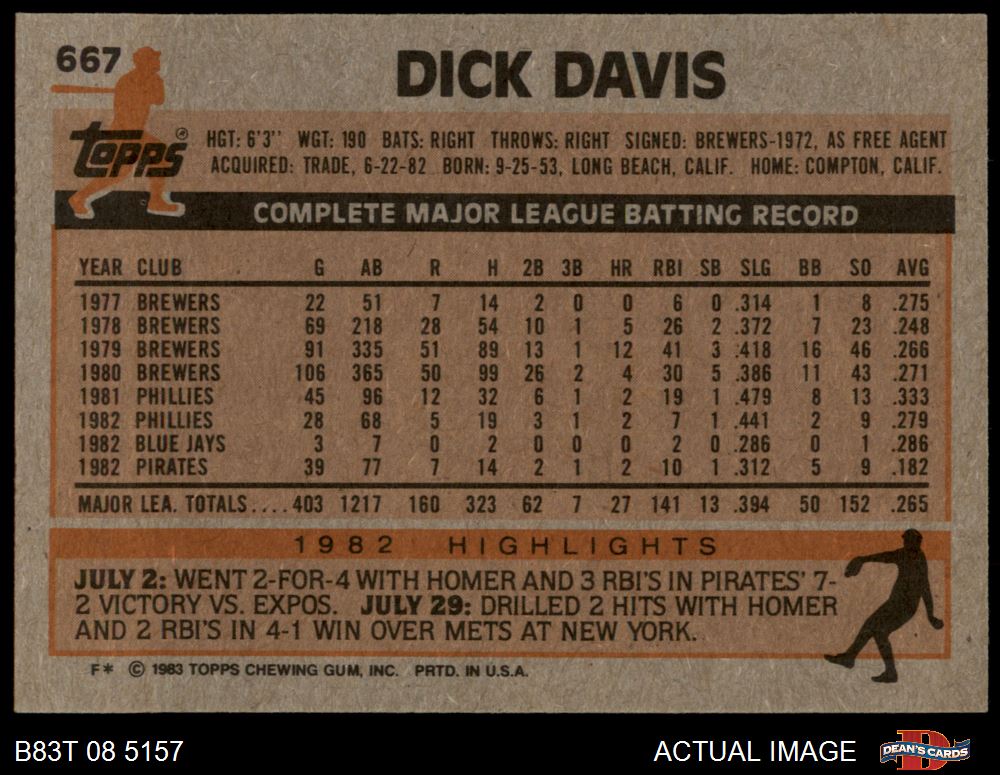 667
DICK DAVIS
Topps®
HGT: 6'3" WGT: 190 BATS: RIGHT THROWS: RIGHT SIGNED: BREWERS-1972, AS FREE AGENT
ACQUIRED: TRADE, 6-22-82 BORN: 9-25-53, LONG BEACH, CALIF. HOME: COMPTON, CALIF.
COMPLETE MAJOR LEAGUE BATTING RECORD
YEAR CLUB G AB R H 2B 3B HR RBI SB SLG BB SO AVG
1977 BREWERS 22 51 7 14 2 0 0 6 0 .314 1 8 .275
1978 BREWERS 69 218 28 54 10 1 5 26 2 .372 7 23 .248
1979 BREWERS 91 335 51 89 13 1 12 41 3 .418 16 46 .266
1980 BREWERS 106 365 50 99 26 2 4 30 5 .386 11 43 .271
1981 PHILLIES 45 96 12 32 6 1 2 19 1 .479 8 13 .333
1982 PHILLIES 28 68 5 19 3 1 2 7 1 .441 2 9 .279
1982 BLUE JAYS 3 7 0 2 0 0 0 2 0 .286 0 1 .286
1982 PIRATES 39 77 7 14 2 1 2 10 1 .312 5 9 .182
MAJOR LEA. TOTALS....403 1217 160 323 62 7 27 141 13 .394 50 152 .265
1982 HIGHLIGHTS
JULY 2: WENT 2-FOR-4 WITH HOMER AND 3 RBI'S IN PIRATES' 7-
2 VICTORY VS. EXPOS. JULY 29: DRILLED 2 HITS WITH HOMER
AND 2 RBI'S IN 4-1 WIN OVER METS AT NEW YORK.
F* © 1983 TOPPS CHEWING GUM, INC. PRTD. IN U.S.A.
B83T 08 5157 ACTUAL IMAGE D DEAN'S CARDS